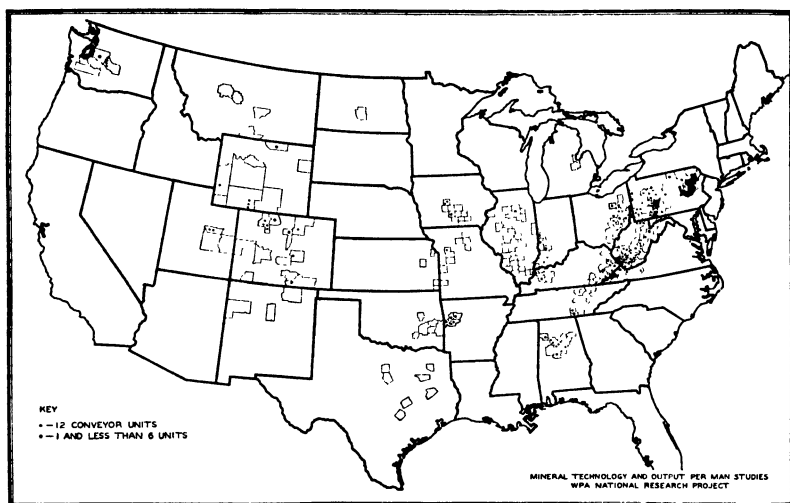 KEY
•–12 CONVEYOR UNITS
•–1 AND LESS THAN 6 UNITS
MINERAL TECHNOLOGY AND OUTPUT PER MAN STUDIES
WPA NATIONAL RESEARCH PROJECT